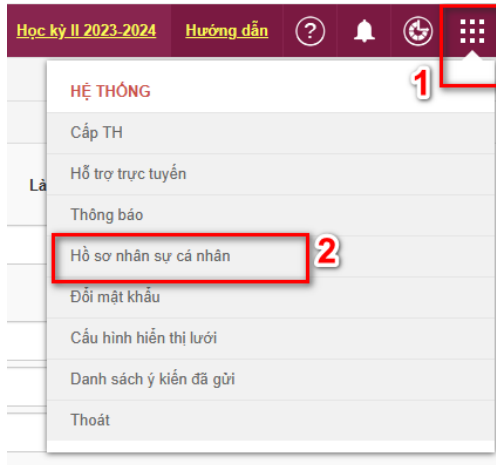 Học kỳ II 2023-2024 Hướng dẫn ?
1
HỆ THỐNG
Cấp TH
Là
Hỗ trợ trực tuyến
Thông báo
Hồ sơ nhân sự cá nhân 2
Đổi mật khẩu
Cấu hình hiển thị lưới
Danh sách ý kiến đã gửi
Thoát